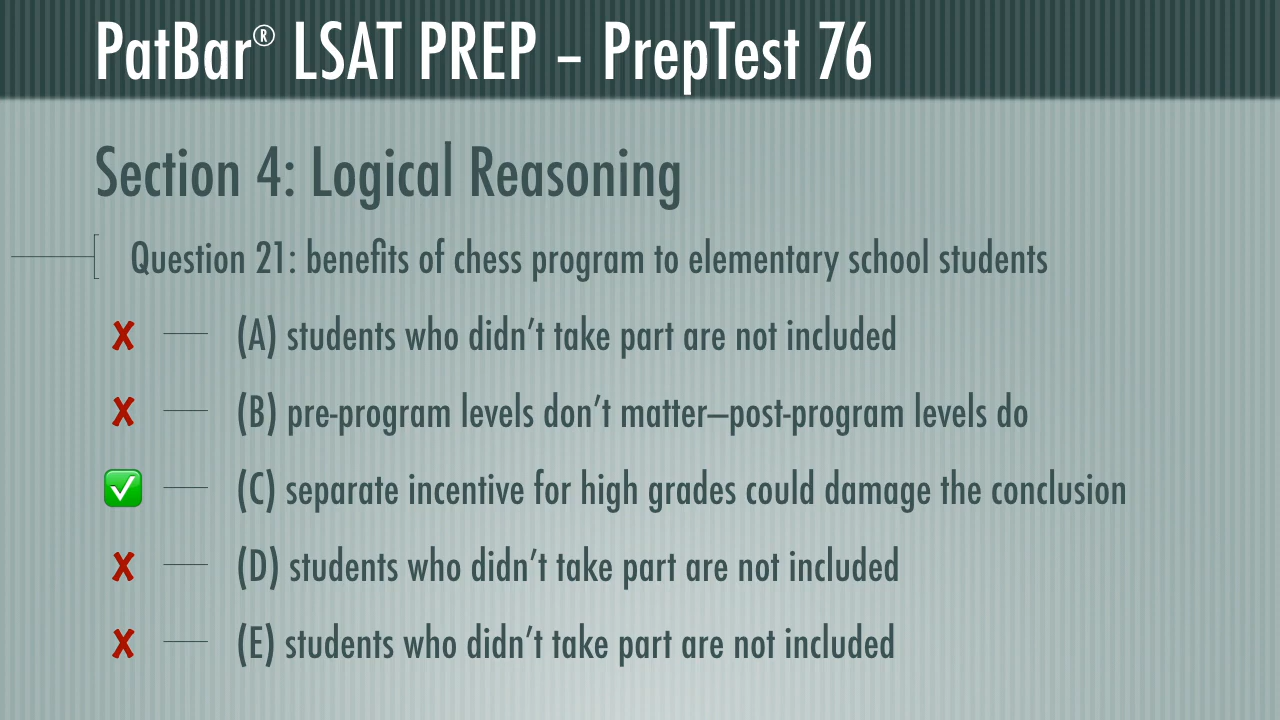 PatBar® LSAT PREP – PrepTest 76
Section 4: Logical Reasoning
Question 21: benefits of chess program to elementary school students
✘ (A) students who didn’t take part are not included
✘ (B) pre-program levels don’t matter—post-program levels do
✅ (C) separate incentive for high grades could damage the conclusion
✘ (D) students who didn’t take part are not included
✘ (E) students who didn’t take part are not included